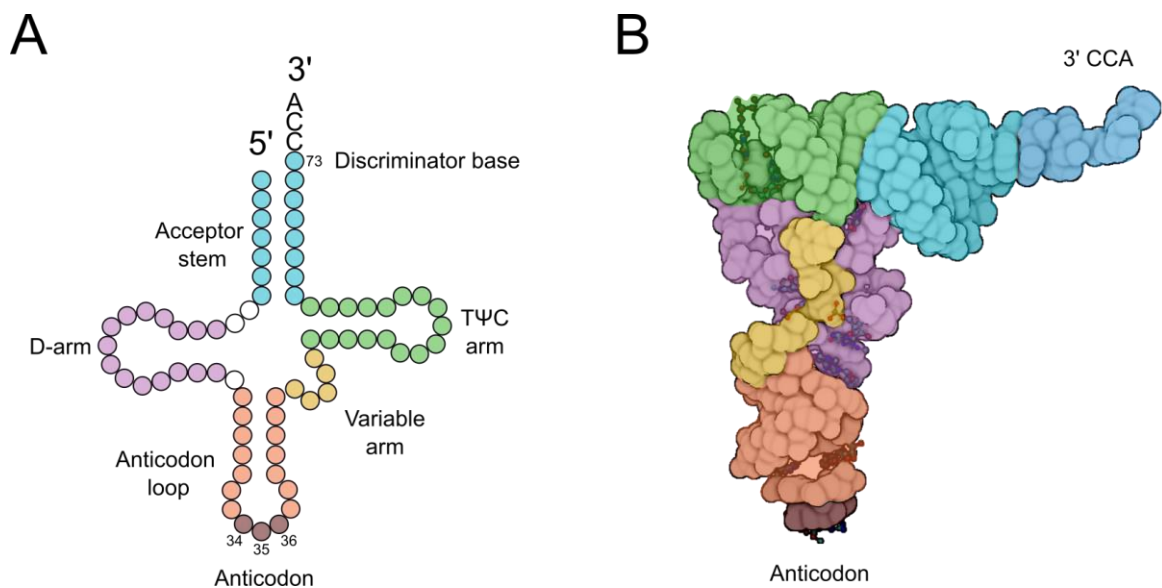 A
B
3'
3' CCA
A
C
C
5'
73
Discriminator base
Acceptor
stem
D-arm
TΨC
arm
Variable
arm
Anticodon
loop
34
35
36
Anticodon
Anticodon